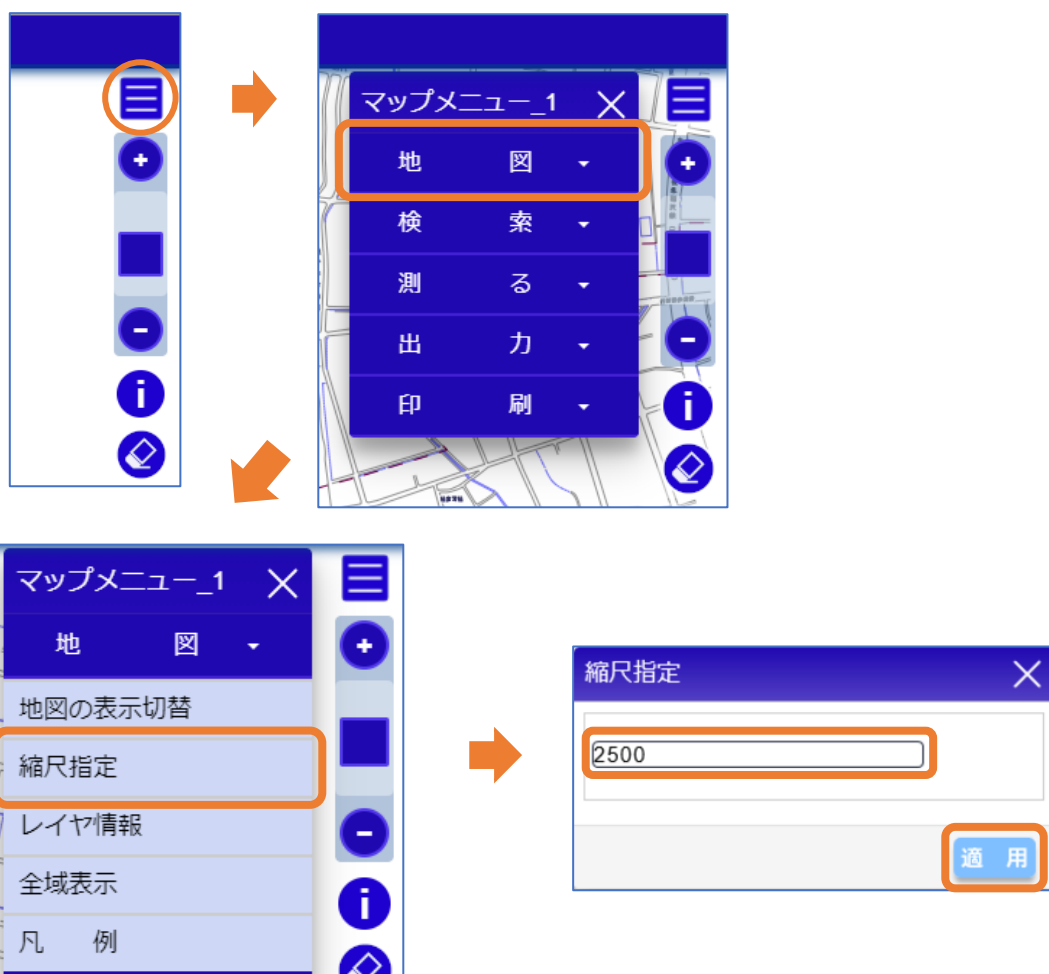 マップメニュー_1
地　図
検　索
測　る
出　力
印　刷
マップメニュー_1
地　図
地図の表示切替
縮尺指定
レイヤ情報
全域表示
凡　例
縮尺指定
2500
適　用